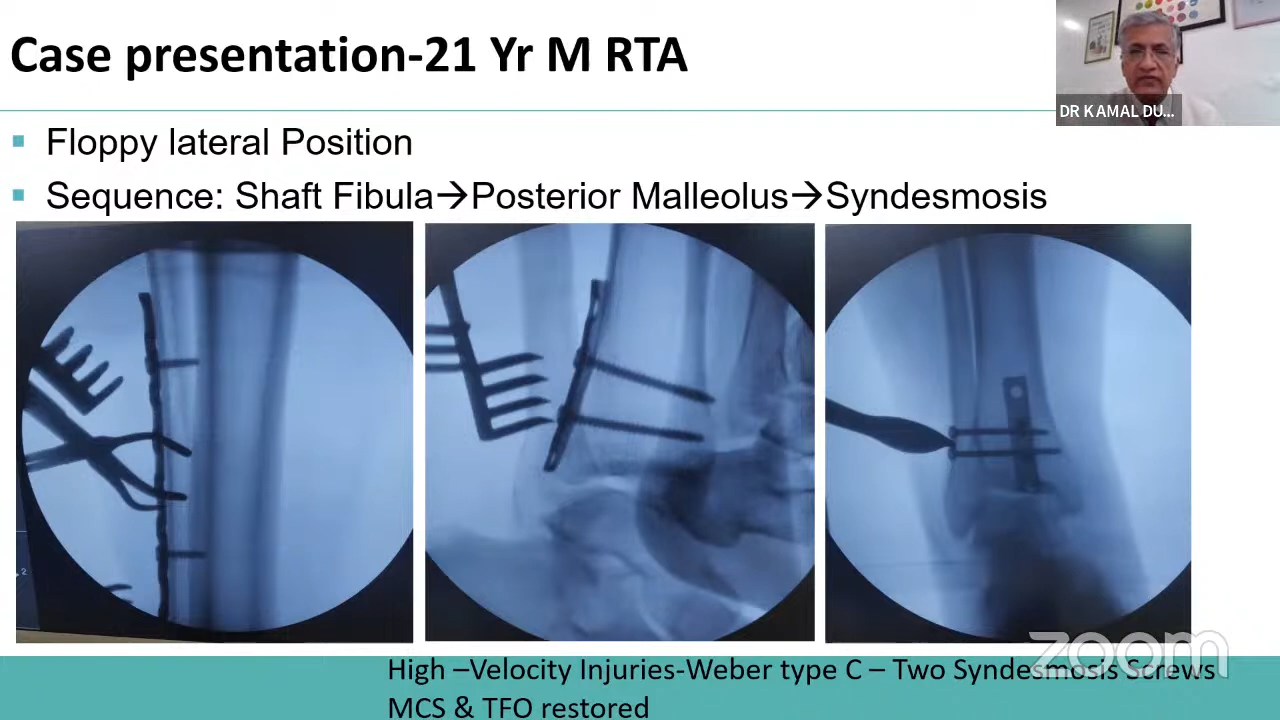 Case presentation-21 Yr M RTA
DR KAMAL DU...
▪ Floppy lateral Position
▪ Sequence: Shaft Fibula→Posterior Malleolus→Syndesmosis
2
High –Velocity Injuries-Weber type C – Two Syndesmosis Screws
MCS & TFO restored
zoom